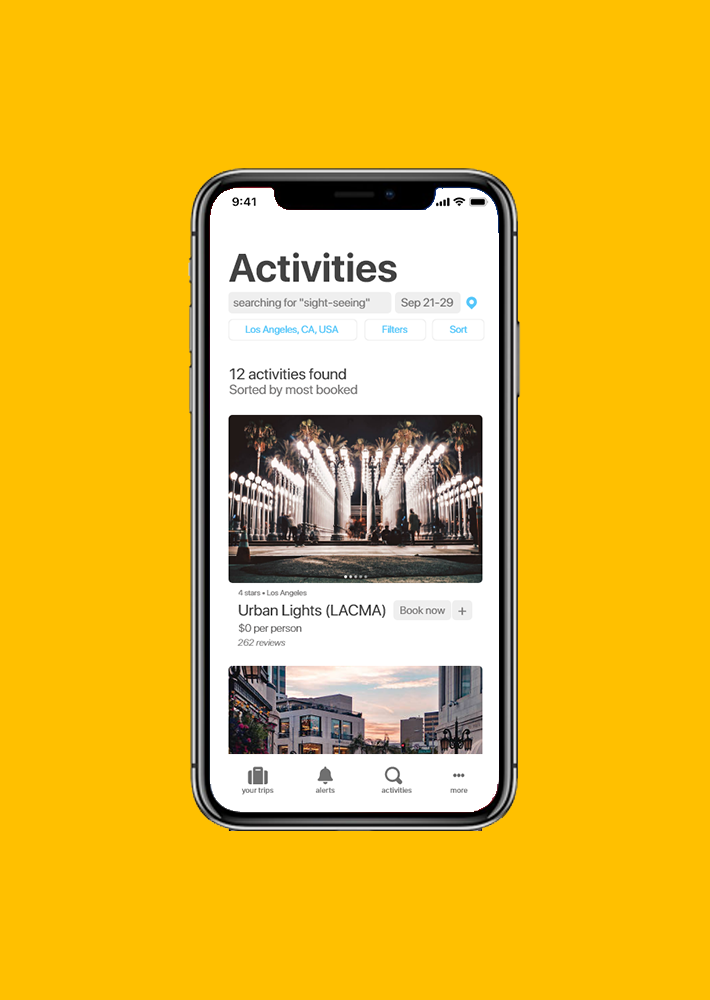 9:41
Activities
searching for "sight-seeing" Sep 21-29
Los Angeles, CA, USA Filters Sort
12 activities found
Sorted by most booked
4 stars • Los Angeles
Urban Lights (LACMA) Book now +
$0 per person
262 reviews
your trips alerts activities more